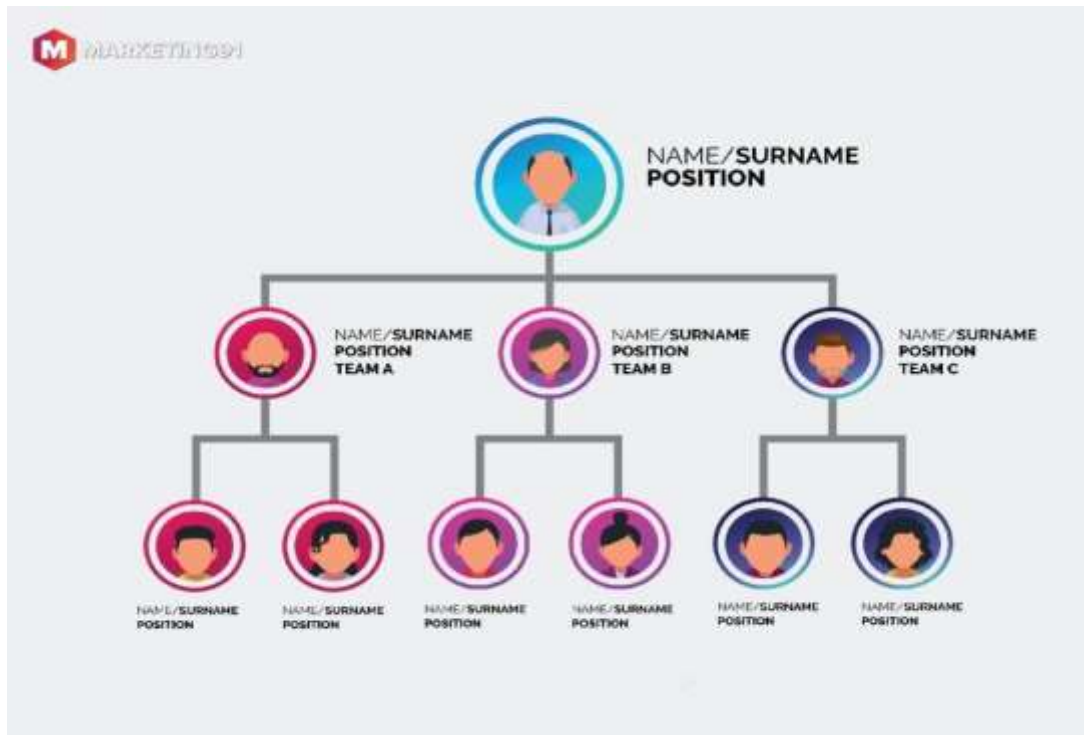 M MARKETING91
NAME/SURNAME
POSITION
NAME/SURNAME
POSITION
TEAM A
NAME/SURNAME
POSITION
TEAM B
NAME/SURNAME
POSITION
TEAM C
NAME/SURNAME
POSITION
NAME/SURNAME
POSITION
NAME/SURNAME
POSITION
NAME/SURNAME
POSITION
NAME/SURNAME
POSITION
NAME/SURNAME
POSITION